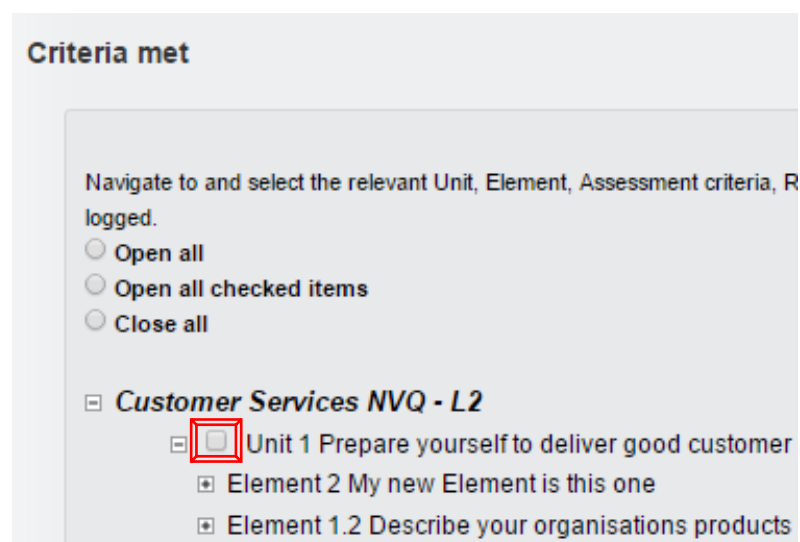 Criteria met
Navigate to and select the relevant Unit, Element, Assessment criteria, R
logged.
Open all
Open all checked items
Close all
Customer Services NVQ - L2
Unit 1 Prepare yourself to deliver good customer
Element 2 My new Element is this one
Element 1.2 Describe your organisations products